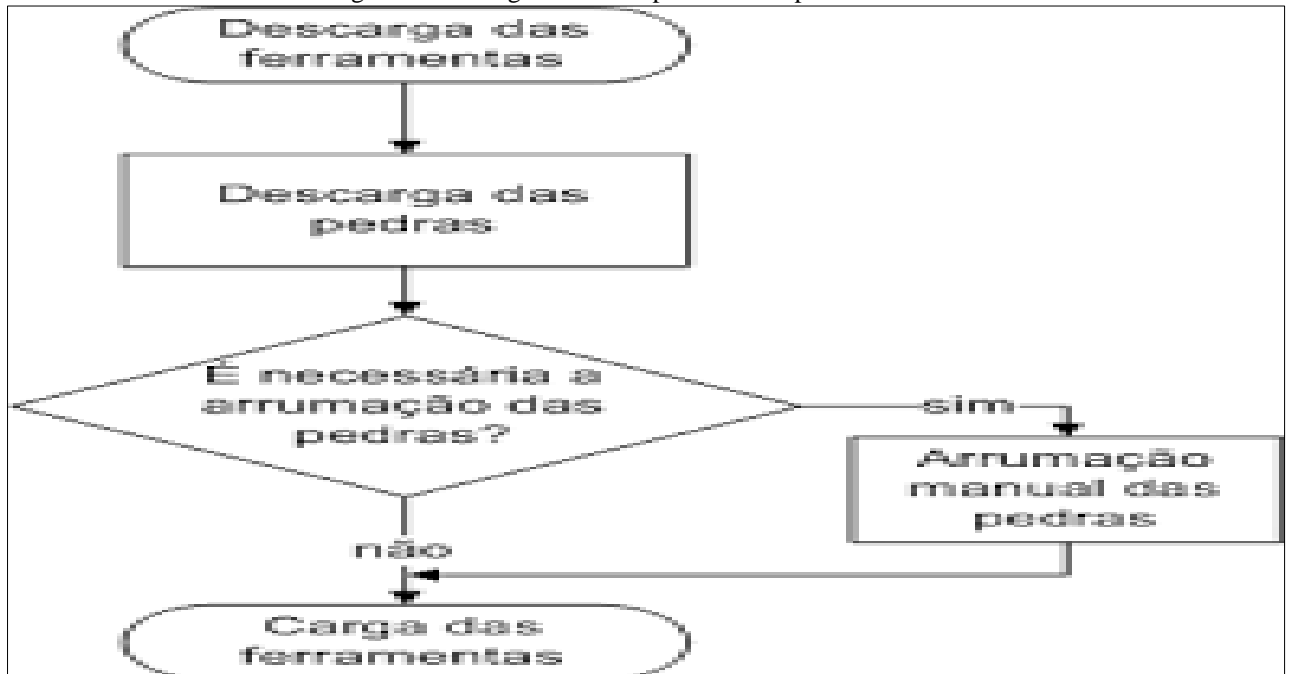 Descarga das
ferramentas
Descarga das
pedras
É necessária a
arrumação das
pedras?
sim
Arrumação
manual das
pedras
não
Carga das
ferramentas